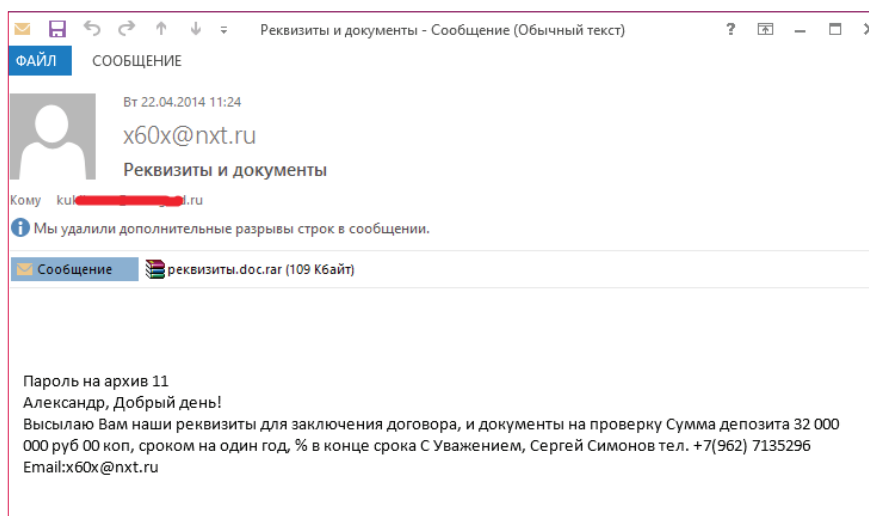 Реквизиты и документы - Сообщение (Обычный текст)
ФАЙЛ СООБЩЕНИЕ
Вт 22.04.2014 11:24
x60x@nxt.ru
Реквизиты и документы
Кому
.ru
Мы удалили дополнительные разрывы строк в сообщении.
Сообщение реквизиты.doc.rar (109 Кбайт)
Пароль на архив 11
Александр, Добрый день!
Высылаю Вам наши реквизиты для заключения договора, и документы на проверку Сумма депозита 32 000
000 руб 00 коп, сроком на один год, % в конце срока С Уважением, Сергей Симонов тел. +7(962) 7135296
Email:x60x@nxt.ru